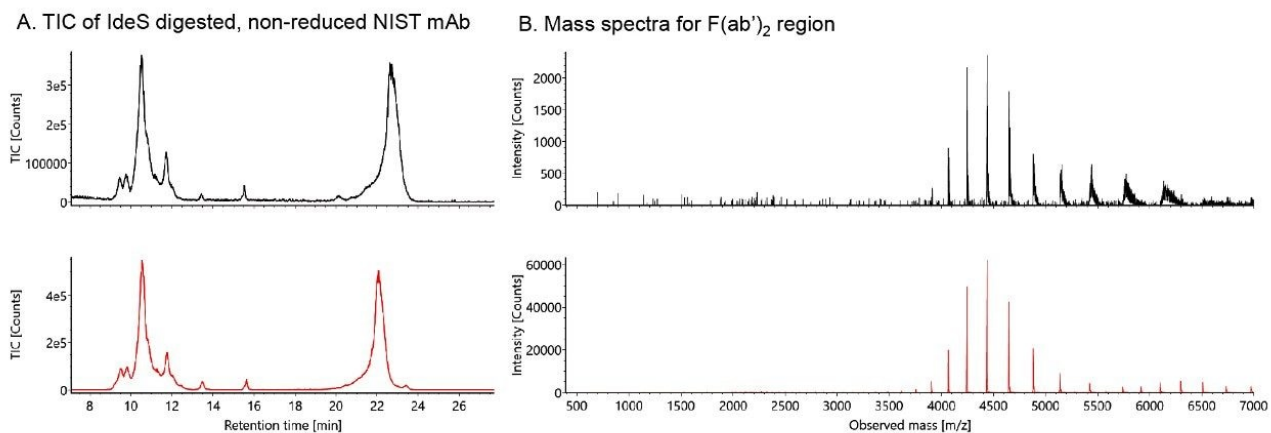 A. TIC of IdeS digested, non-reduced NIST mAb
B. Mass spectra for F(ab’)₂ region
TIC [Counts]
3e5
2e5
100000
0
Intensity [Counts]
2000
1500
1000
500
0
TIC [Counts]
4e5
2e5
0
8 10 12 14 16 18 20 22 24 26
Retention time [min]
Intensity [Counts]
60000
40000
20000
0
500 1000 1500 2000 2500 3000 3500 4000 4500 5000 5500 6000 6500 7000
Observed mass [m/z]